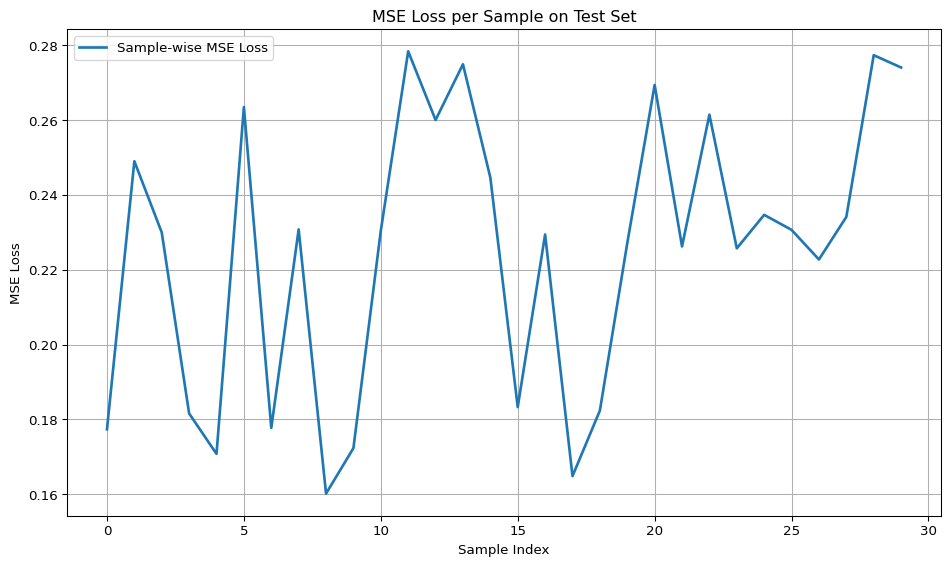 MSE Loss per Sample on Test Set
Sample-wise MSE Loss
MSE Loss
0.28
0.26
0.24
0.22
0.20
0.18
0.16
0 5 10 15 20 25 30
Sample Index